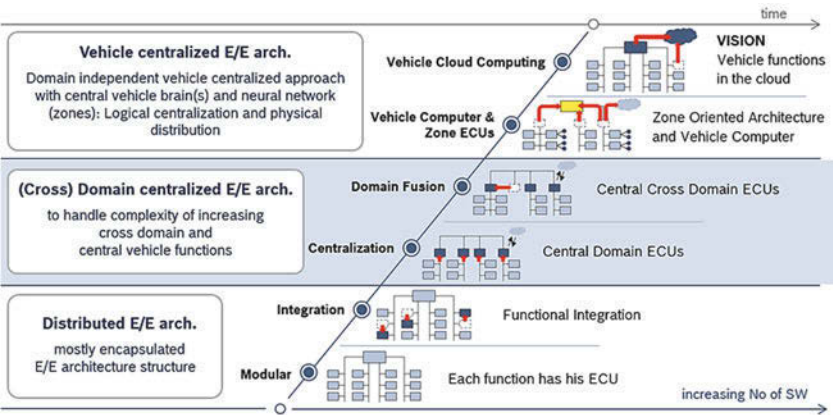 time
Vehicle centralized E/E arch.
Domain independent vehicle centralized approach
with central vehicle brain(s) and neural network
(zones): Logical centralization and physical
distribution
Vehicle Cloud Computing
VISION
Vehicle functions
in the cloud
Vehicle Computer &
Zone ECUs
Zone Oriented Architecture
and Vehicle Computer
(Cross) Domain centralized E/E arch.
to handle complexity of increasing
cross domain and
central vehicle functions
Domain Fusion
Central Cross Domain ECUs
Centralization
Central Domain ECUs
Distributed E/E arch.
mostly encapsulated
E/E architecture structure
Integration
Functional Integration
Modular
Each function has his ECU
increasing No of SW